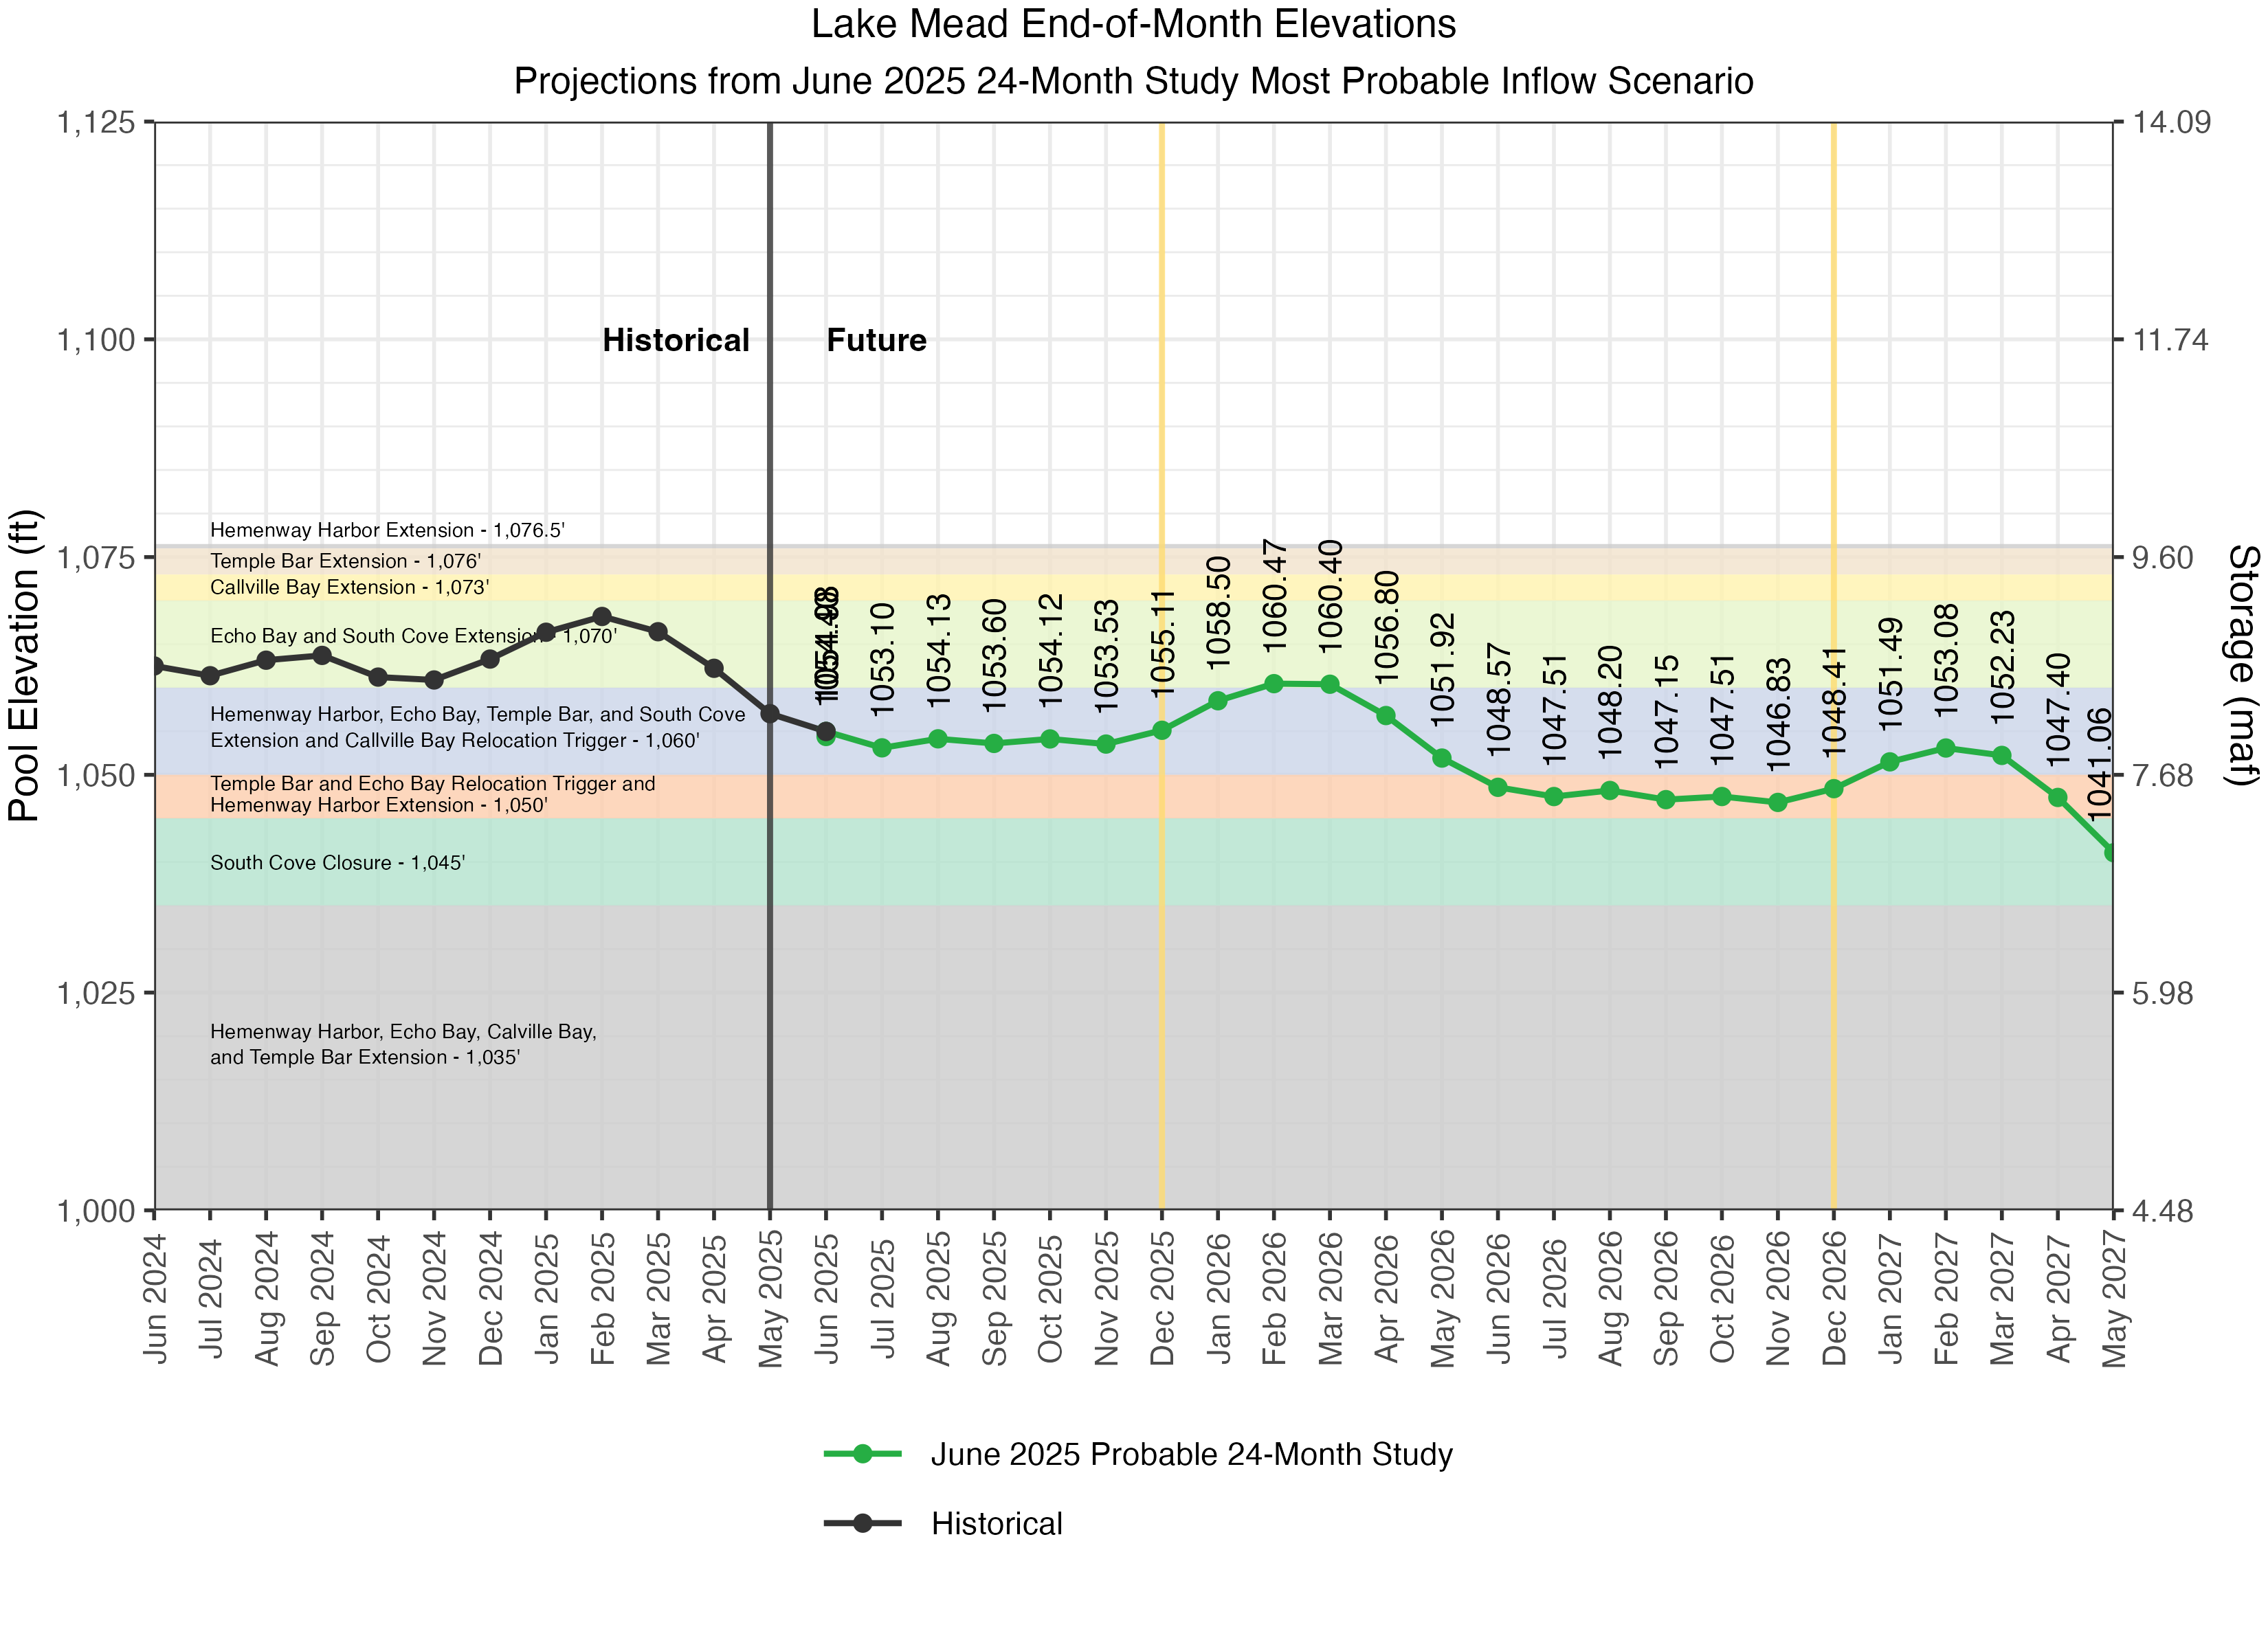 Lake Mead End-of-Month Elevations
Projections from June 2025 24-Month Study Most Probable Inflow Scenario
Pool Elevation (ft)
1,125
1,100
1,075
1,050
1,025
1,000
14.09
11.74
9.60
7.68
5.98
4.48
Storage (maf)
Historical
Future
Hemenway Harbor Extension - 1,076.5'
Temple Bar Extension - 1,076'
Callville Bay Extension - 1,073'
Echo Bay and South Cove Extension - 1,070'
Hemenway Harbor, Echo Bay, Temple Bar, and South Cove
Extension and Callville Bay Relocation Trigger - 1,060'
Temple Bar and Echo Bay Relocation Trigger and
Hemenway Harbor Extension - 1,050'
South Cove Closure - 1,045'
Hemenway Harbor, Echo Bay, Calville Bay,
and Temple Bar Extension - 1,035'
1053.10
1054.13
1053.60
1054.12
1053.53
1055.11
1058.50
1060.47
1060.40
1056.80
1051.92
1048.57
1047.51
1048.20
1047.15
1047.51
1046.83
1048.41
1051.49
1053.08
1052.23
1047.40
1041.06
Jun 2024
Jul 2024
Aug 2024
Sep 2024
Oct 2024
Nov 2024
Dec 2024
Jan 2025
Feb 2025
Mar 2025
Apr 2025
May 2025
Jun 2025
Jul 2025
Aug 2025
Sep 2025
Oct 2025
Nov 2025
Dec 2025
Jan 2026
Feb 2026
Mar 2026
Apr 2026
May 2026
Jun 2026
Jul 2026
Aug 2026
Sep 2026
Oct 2026
Nov 2026
Dec 2026
Jan 2027
Feb 2027
Mar 2027
Apr 2027
May 2027
June 2025 Probable 24-Month Study
Historical